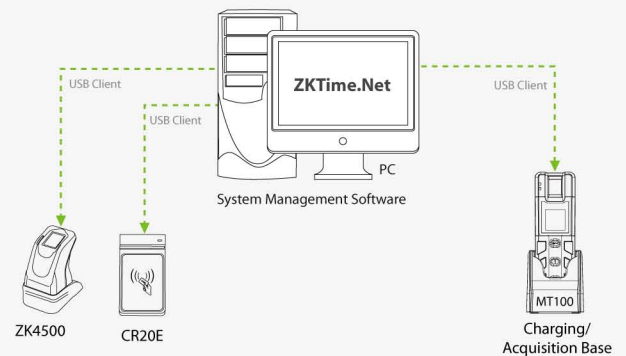 ZKTime.Net
USB Client
USB Client
USB Client
PC
System Management Software
MT100
ZK4500
CR20E
Charging/
Acquisition Base